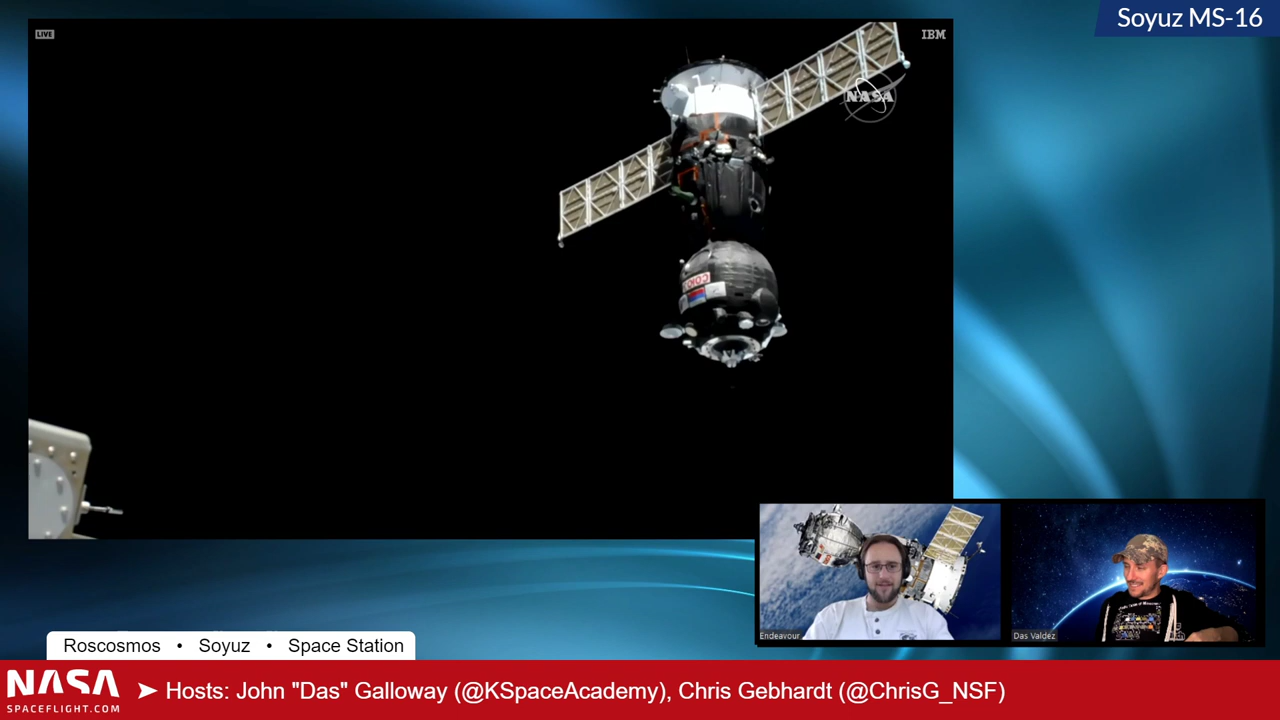 Soyuz MS-16
LIVE
IBM
NASA
СОЮЗ
Endeavour
Das Valdez
Roscosmos • Soyuz • Space Station
NASA
SPACEFLIGHT.COM
➤ Hosts: John "Das" Galloway (@KSpaceAcademy), Chris Gebhardt (@ChrisG_NSF)